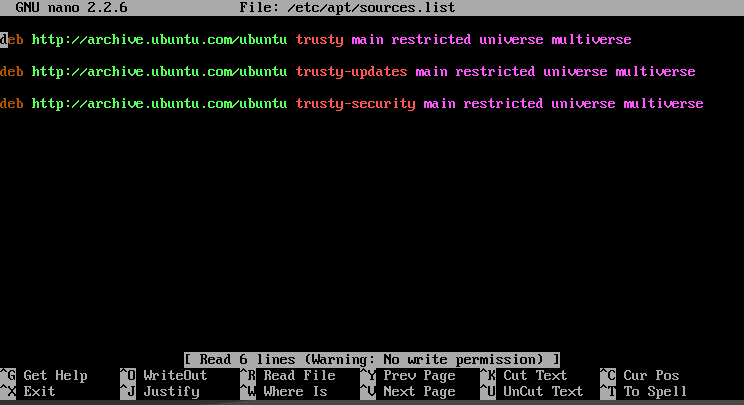 GNU nano 2.2.6 File: /etc/apt/sources.list
deb http://archive.ubuntu.com/ubuntu trusty main restricted universe multiverse
deb http://archive.ubuntu.com/ubuntu trusty-updates main restricted universe multiverse
deb http://archive.ubuntu.com/ubuntu trusty-security main restricted universe multiverse
[ Read 6 lines (Warning: No write permission) ]
^G Get Help ^O WriteOut ^R Read File ^Y Prev Page ^K Cut Text ^C Cur Pos
^X Exit ^J Justify ^W Where Is ^V Next Page ^U UnCut Text ^T To Spell